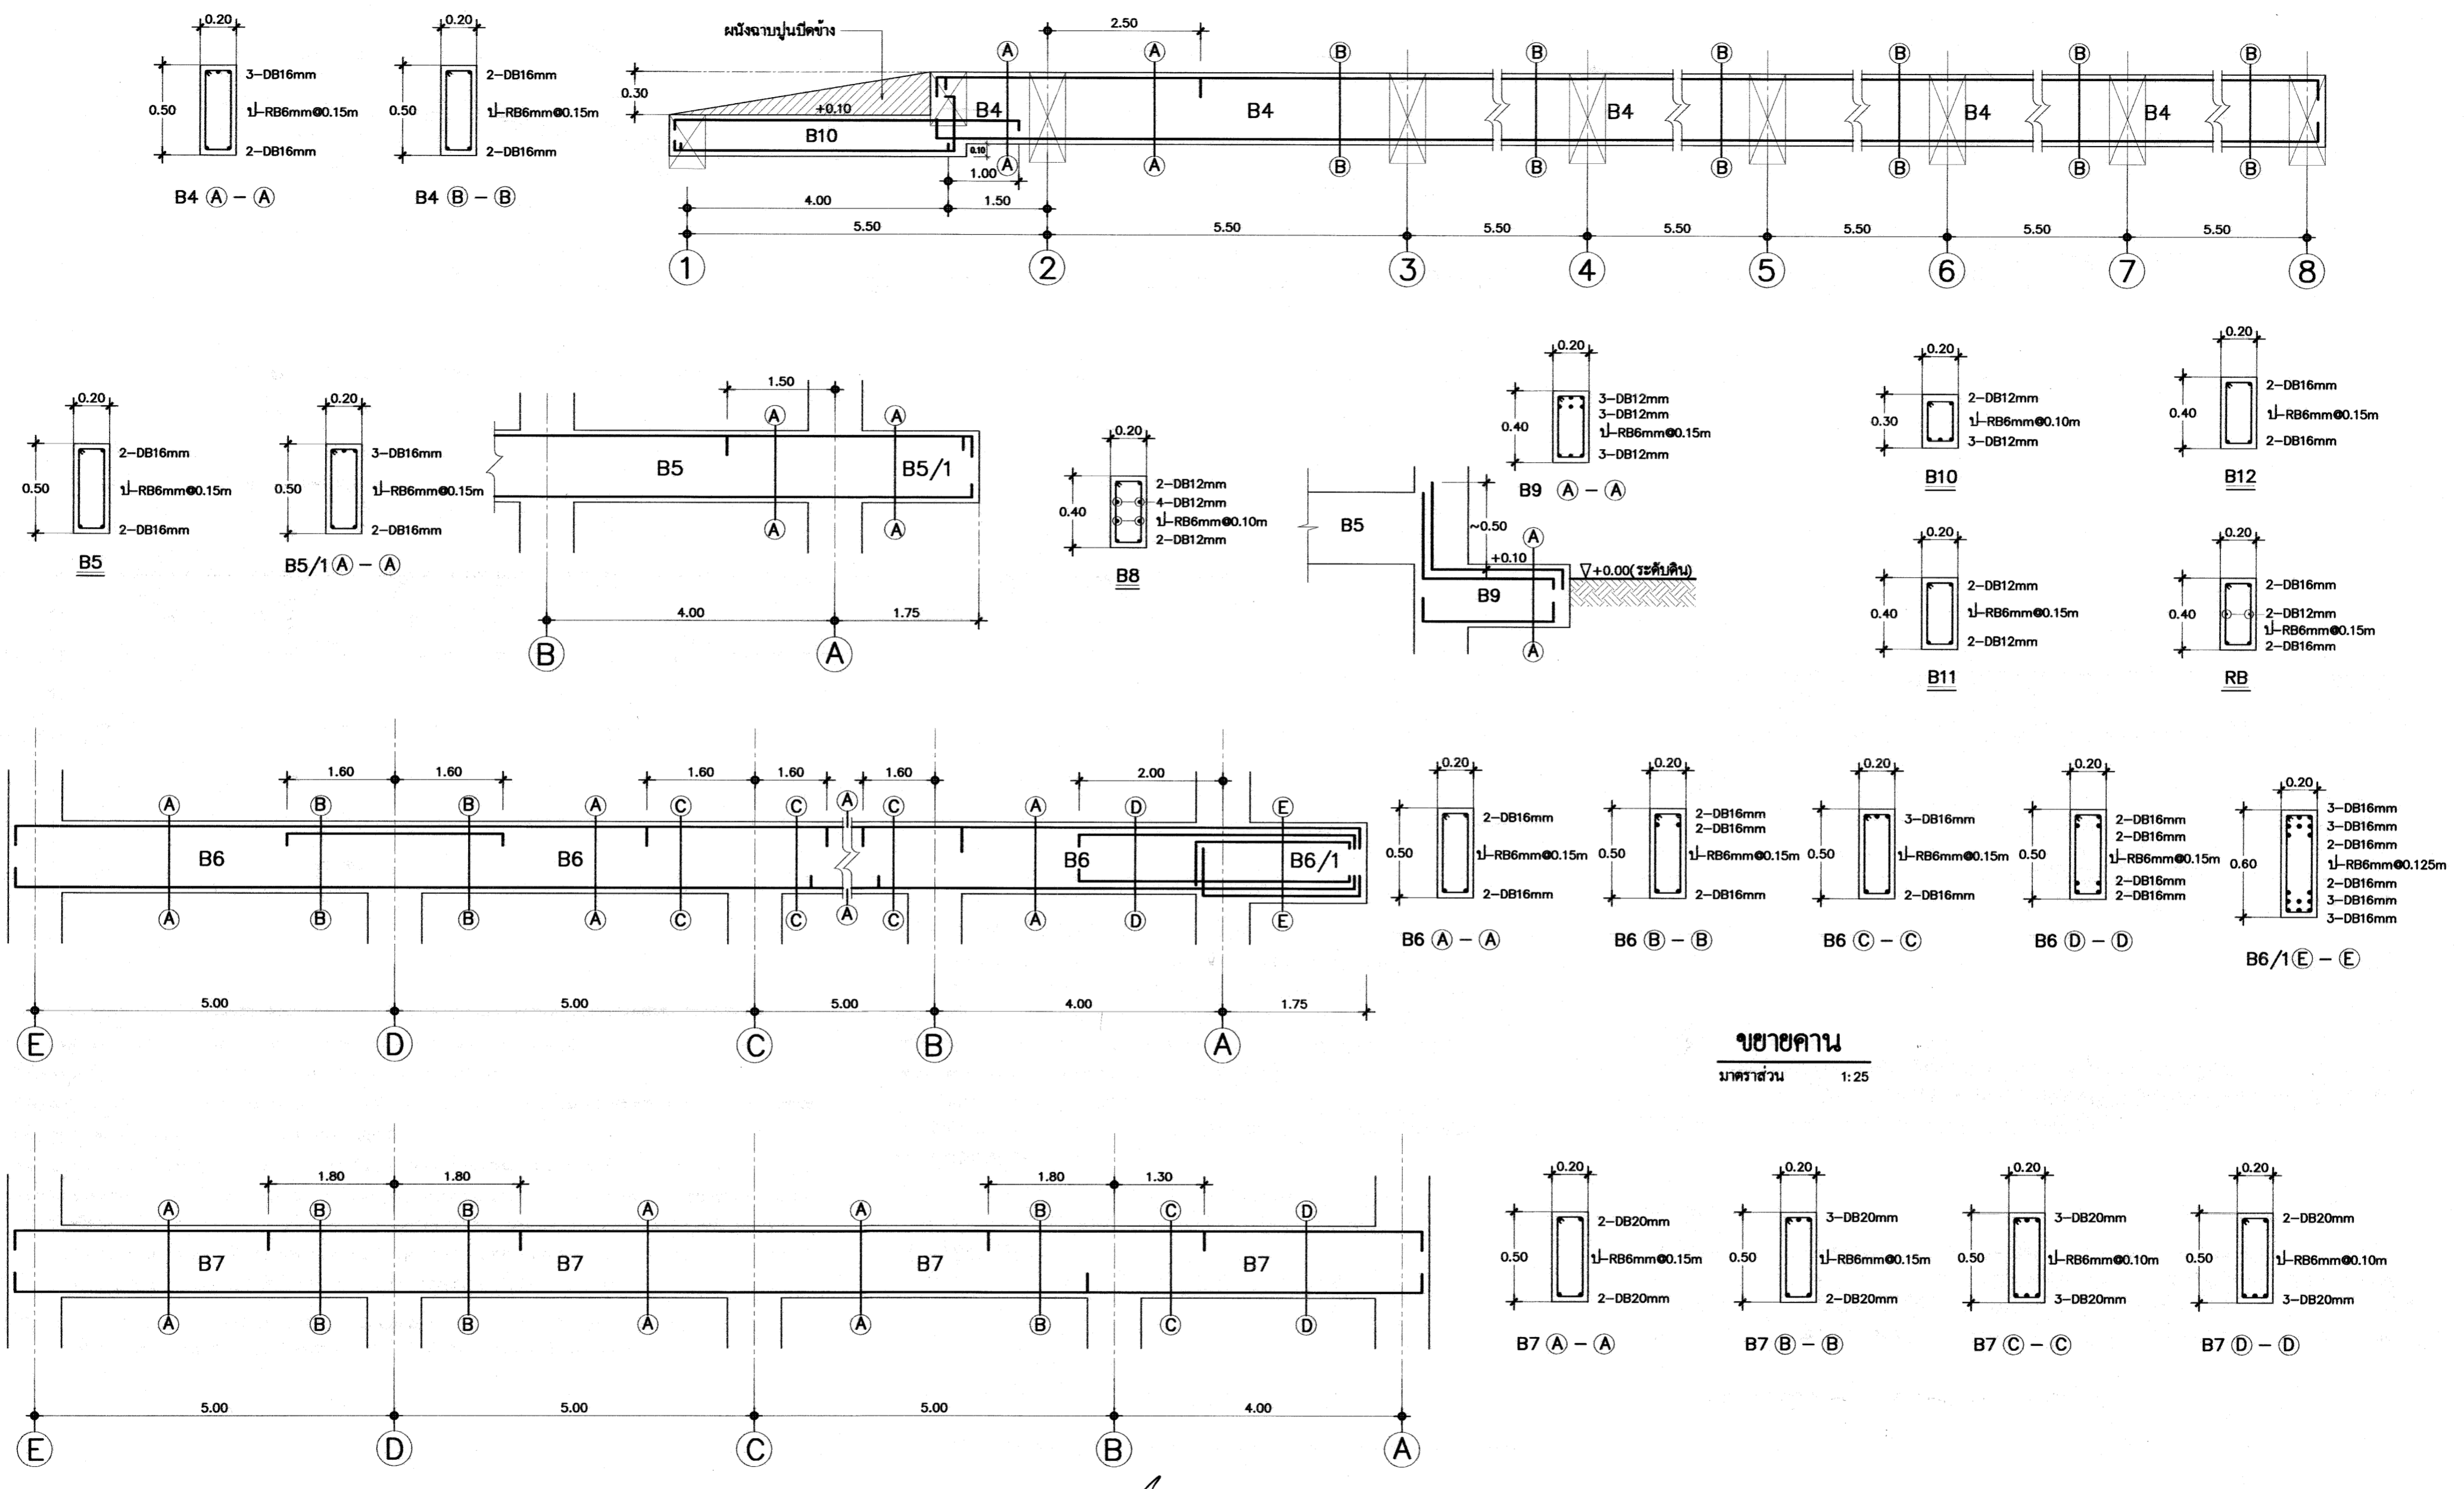 0.20
0.50
3-DB16mm
ป-RB6mm@0.15m
2-DB16mm
B4 A - A
0.20
0.50
2-DB16mm
ป-RB6mm@0.15m
2-DB16mm
B4 B - B
ผนังฉาบปูนปิดข้าง
0.30
+0.10
B10
B4
A
A
0.10
1.00
4.00
1.50
5.50
2.50
A
A
B4
B
B
B
B
B4
B
B
B
B
B4
B
B
B4
B
B
5.50
5.50
5.50
5.50
5.50
5.50
1
2
3
4
5
6
7
8
0.20
0.50
2-DB16mm
ป-RB6mm@0.15m
2-DB16mm
B5
0.20
0.50
3-DB16mm
ป-RB6mm@0.15m
2-DB16mm
B5/1 A - A
1.50
A
A
B5
B5/1
A
A
4.00
1.75
B
A
0.20
0.40
2-DB12mm
4-DB12mm
ป-RB6mm@0.10m
2-DB12mm
B8
0.20
0.40
3-DB12mm
3-DB12mm
ป-RB6mm@0.15m
3-DB12mm
B9 A - A
B5
~0.50
A
+0.10
+0.00(ระดับดิน)
B9
A
0.20
0.30
2-DB12mm
ป-RB6mm@0.10m
3-DB12mm
B10
0.20
0.40
2-DB16mm
ป-RB6mm@0.15m
2-DB16mm
B12
0.20
0.40
2-DB12mm
ป-RB6mm@0.15m
2-DB12mm
B11
0.20
0.40
2-DB16mm
2-DB12mm
ป-RB6mm@0.15m
2-DB16mm
RB
1.60
1.60
1.60
1.60
1.60
2.00
A
B
B
A
C
C
A
C
A
D
E
B6
B6
B6
B6/1
A
B
B
A
C
C
A
C
A
D
E
5.00
5.00
5.00
4.00
1.75
E
D
C
B
A
0.20
0.50
2-DB16mm
ป-RB6mm@0.15m
2-DB16mm
B6 A - A
0.20
0.50
2-DB16mm
2-DB16mm
ป-RB6mm@0.15m
2-DB16mm
B6 B - B
0.20
0.50
3-DB16mm
ป-RB6mm@0.15m
2-DB16mm
B6 C - C
0.20
0.50
2-DB16mm
2-DB16mm
ป-RB6mm@0.15m
2-DB16mm
2-DB16mm
B6 D - D
0.20
0.60
3-DB16mm
3-DB16mm
2-DB16mm
ป-RB6mm@0.125m
2-DB16mm
3-DB16mm
3-DB16mm
B6/1 E - E
ขยายคาน
มาตราส่วน 1:25
1.80
1.80
1.80
1.30
A
B
B
A
A
B
C
D
B7
B7
B7
B7
A
B
B
A
A
B
C
D
5.00
5.00
5.00
4.00
E
D
C
B
A
0.20
0.50
2-DB20mm
ป-RB6mm@0.15m
2-DB20mm
B7 A - A
0.20
0.50
3-DB20mm
ป-RB6mm@0.15m
2-DB20mm
B7 B - B
0.20
0.50
3-DB20mm
ป-RB6mm@0.10m
3-DB20mm
B7 C - C
0.20
0.50
2-DB20mm
ป-RB6mm@0.10m
3-DB20mm
B7 D - D